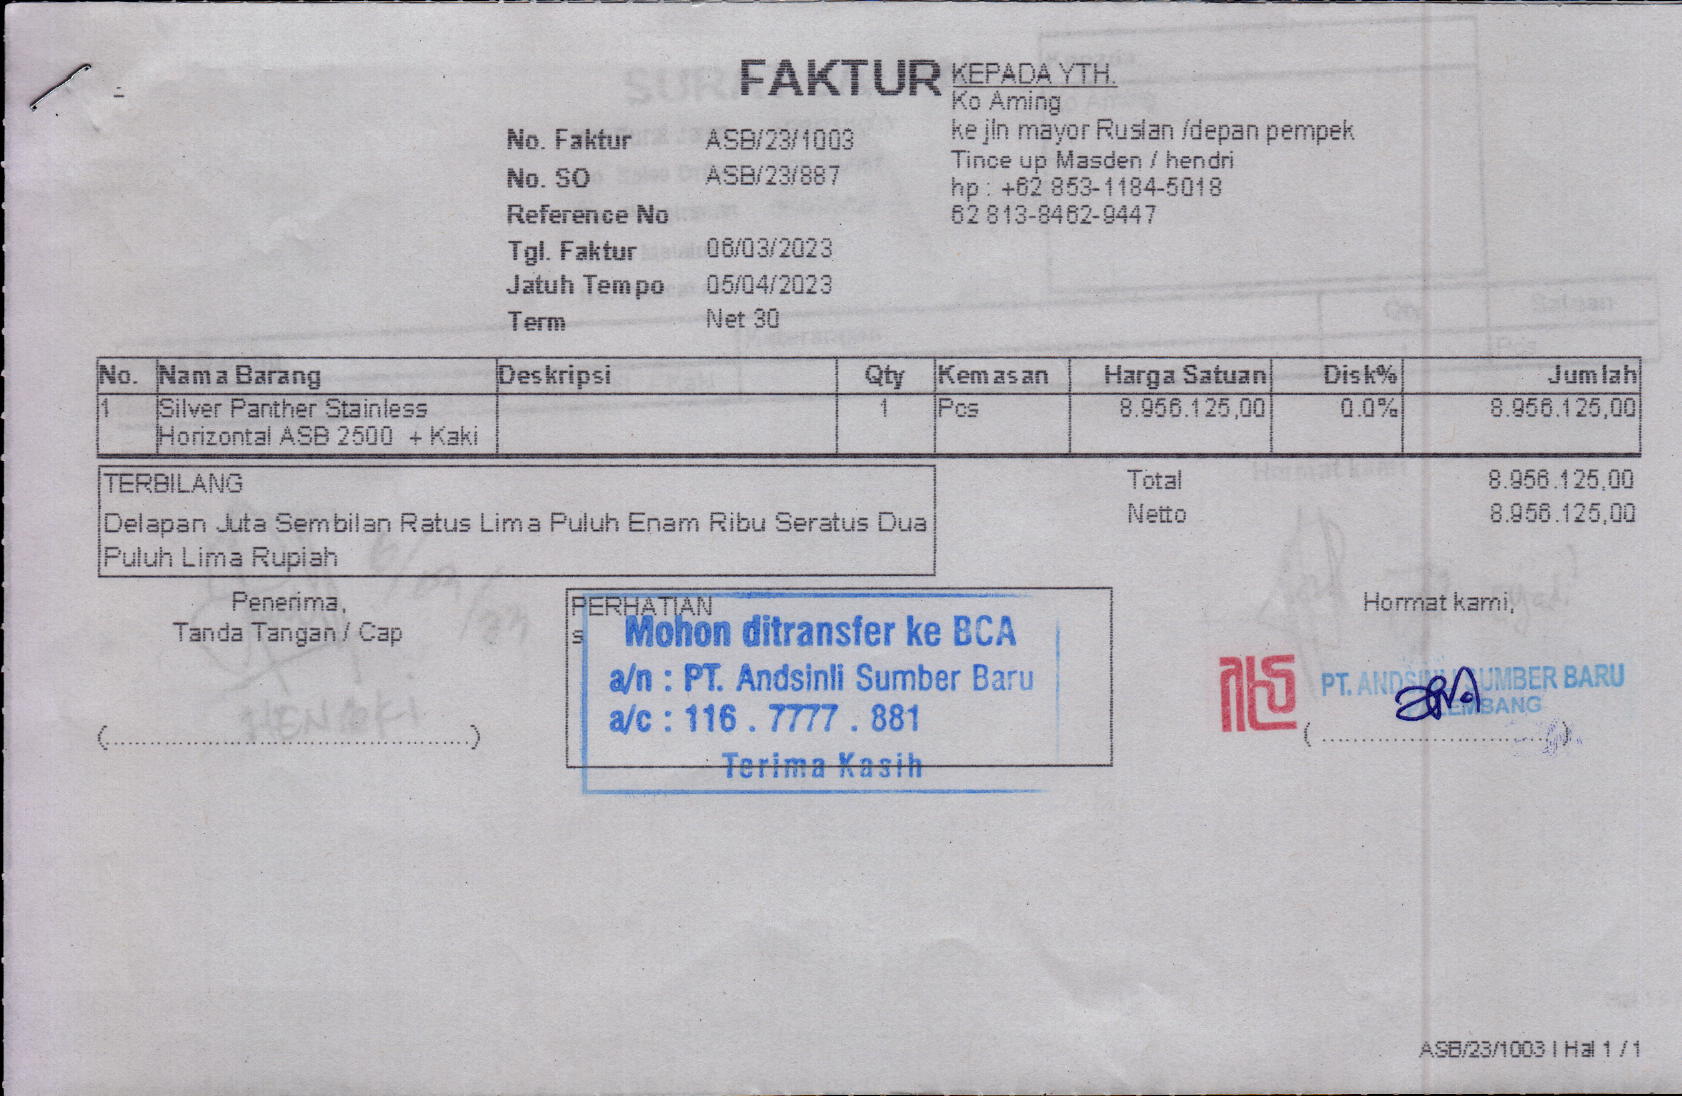 FAKTUR
No. Faktur ASB/23/1003
No. SO ASB/23/887
Reference No
Tgl. Faktur 06/03/2023
Jatuh Tempo 05/04/2023
Term Net 30
KEPADA YTH.
Ko Aming
ke jln mayor Ruslan /depan pempek
Tince up Masden / hendri
hp : +62 853-1184-5018
62 813-8462-9447
No. Nama Barang Deskripsi Qty Kemasan Harga Satuan Disk% Jumlah
1 Silver Panther Stainless 1 Pcs 8.956.125,00 0.0% 8.956.125,00
Horizontal ASB 2500 + Kaki
TERBILANG
Delapan Juta Sembilan Ratus Lima Puluh Enam Ribu Seratus Dua
Puluh Lima Rupiah
Total 8.956.125,00
Netto 8.956.125,00
Penerima,
Tanda Tangan / Cap
(..............................................)
PERHATIAN
Mohon ditransfer ke BCA
a/n : PT. Andsinli Sumber Baru
a/c : 116 . 7777 . 881
Terima Kasih
Hormat kami,
PT. ANDSINLI SUMBER BARU
(..............................)
ASB/23/1003 | Hal 1 / 1